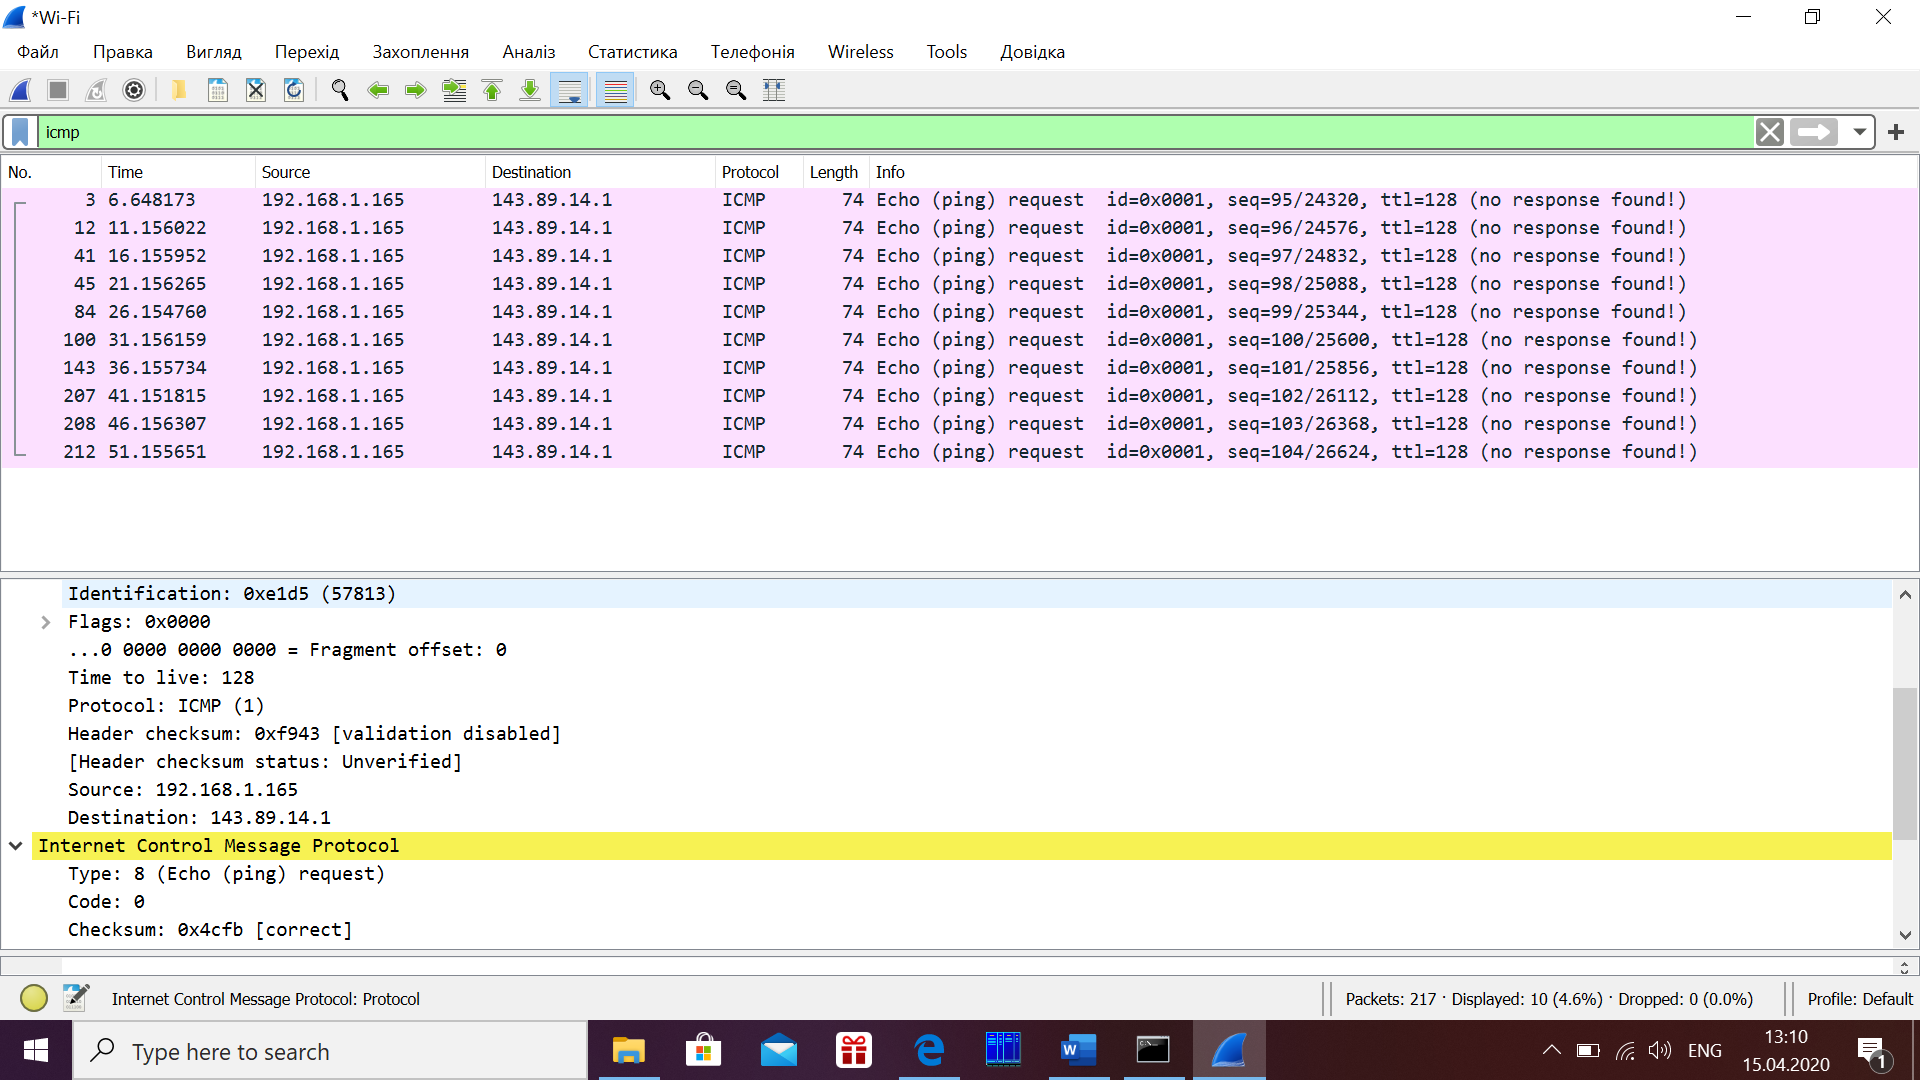 *Wi-Fi
Файл Правка Вигляд Перехід Захоплення Аналіз Статистика Телефонія Wireless Tools Довідка
icmp
No. Time Source Destination Protocol Length Info
3 6.648173 192.168.1.165 143.89.14.1 ICMP 74 Echo (ping) request id=0x0001, seq=95/24320, ttl=128 (no response found!)
12 11.156022 192.168.1.165 143.89.14.1 ICMP 74 Echo (ping) request id=0x0001, seq=96/24576, ttl=128 (no response found!)
41 16.155952 192.168.1.165 143.89.14.1 ICMP 74 Echo (ping) request id=0x0001, seq=97/24832, ttl=128 (no response found!)
45 21.156265 192.168.1.165 143.89.14.1 ICMP 74 Echo (ping) request id=0x0001, seq=98/25088, ttl=128 (no response found!)
84 26.154760 192.168.1.165 143.89.14.1 ICMP 74 Echo (ping) request id=0x0001, seq=99/25344, ttl=128 (no response found!)
100 31.156159 192.168.1.165 143.89.14.1 ICMP 74 Echo (ping) request id=0x0001, seq=100/25600, ttl=128 (no response found!)
143 36.155734 192.168.1.165 143.89.14.1 ICMP 74 Echo (ping) request id=0x0001, seq=101/25856, ttl=128 (no response found!)
207 41.151815 192.168.1.165 143.89.14.1 ICMP 74 Echo (ping) request id=0x0001, seq=102/26112, ttl=128 (no response found!)
208 46.156307 192.168.1.165 143.89.14.1 ICMP 74 Echo (ping) request id=0x0001, seq=103/26368, ttl=128 (no response found!)
212 51.155651 192.168.1.165 143.89.14.1 ICMP 74 Echo (ping) request id=0x0001, seq=104/26624, ttl=128 (no response found!)
Identification: 0xe1d5 (57813)
Flags: 0x0000
...0 0000 0000 0000 = Fragment offset: 0
Time to live: 128
Protocol: ICMP (1)
Header checksum: 0xf943 [validation disabled]
[Header checksum status: Unverified]
Source: 192.168.1.165
Destination: 143.89.14.1
Internet Control Message Protocol
Type: 8 (Echo (ping) request)
Code: 0
Checksum: 0x4cfb [correct]
Internet Control Message Protocol: Protocol
Packets: 217 · Displayed: 10 (4.6%) · Dropped: 0 (0.0%)
Profile: Default
Type here to search
ENG
13:10
15.04.2020
1